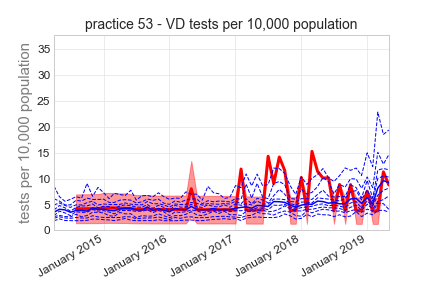 practice 53 - VD tests per 10,000 population
tests per 10,000 population
35
30
25
20
15
10
5
0
January 2015
January 2016
January 2017
January 2018
January 2019